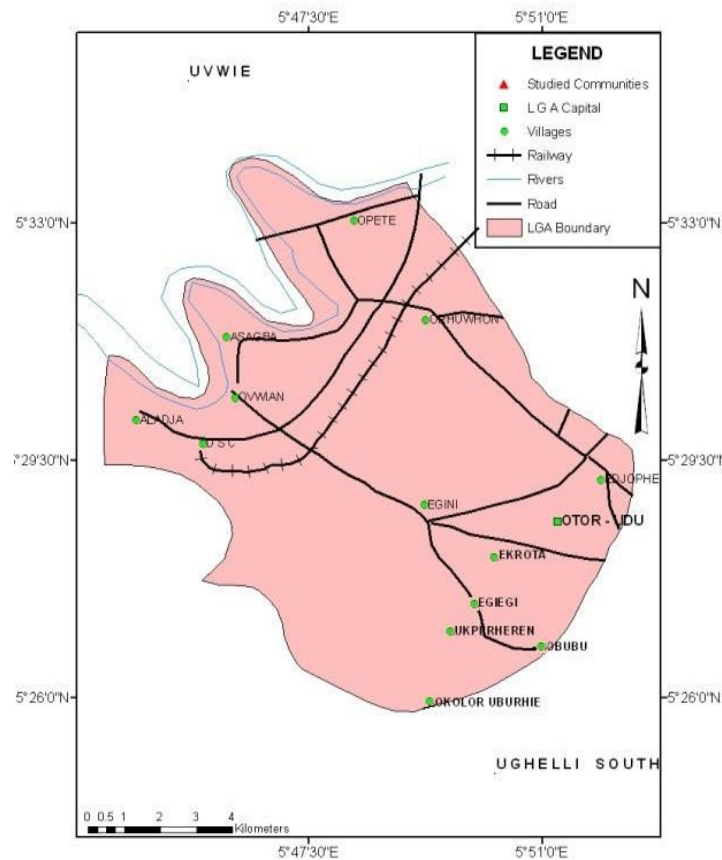 5°47'30"E 5°51'0"E
UVWIE
LEGEND
Studied Communities
L G A Capital
Villages
Railway
Rivers
Road
LGA Boundary
5°33'0"N 5°33'0"N
OPETE
N
ORHUWRON
ASAGBA
OVWIAN
ALADJA
D S C
5°29'30"N 5°29'30"N
EDJOPHE
EGINI
OTOR - UDU
EKROTA
EGIEGI
UKPERHEREN
OBUBU
5°26'0"N 5°26'0"N
OKOLOR UBURHIE
UGHELLI SOUTH
0 0.5 1 2 3 4
Kilometers
5°47'30"E 5°51'0"E